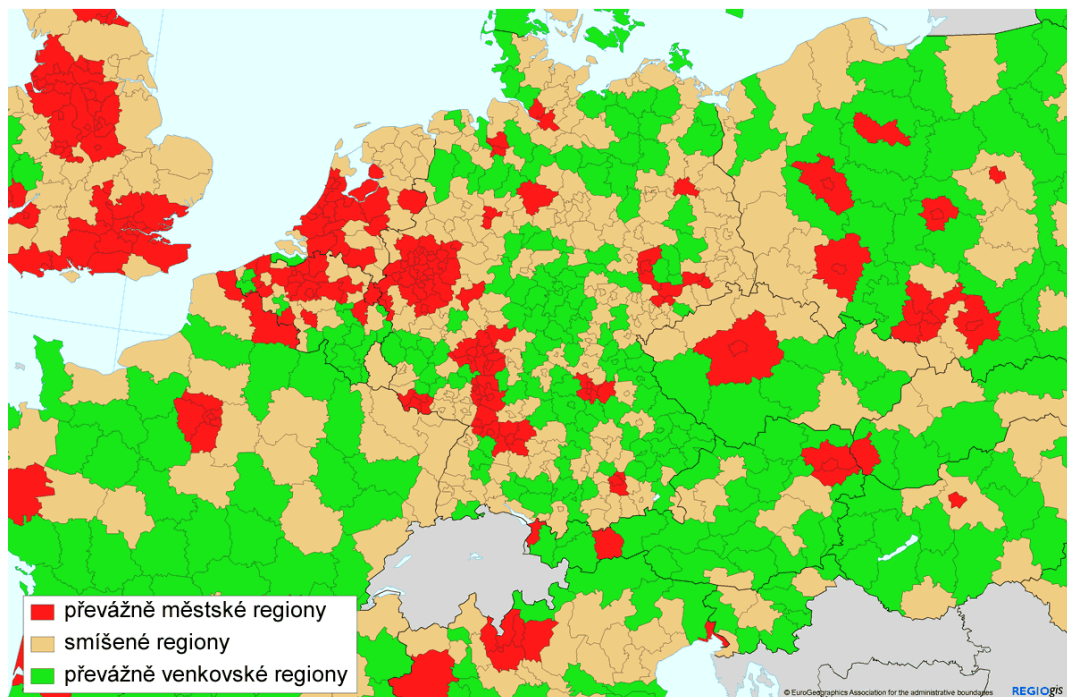 převážně městské regiony
smíšené regiony
převážně venkovské regiony
© EuroGeographics Association for the administrative boundaries
REGIOgis